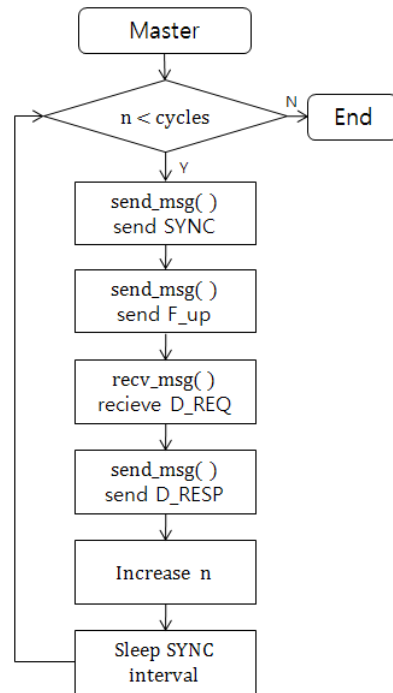 Master
n < cycles
N
End
Y
send_msg( )
send SYNC
send_msg( )
send F_up
recv_msg( )
recieve D_REQ
send_msg( )
send D_RESP
Increase n
Sleep SYNC
interval